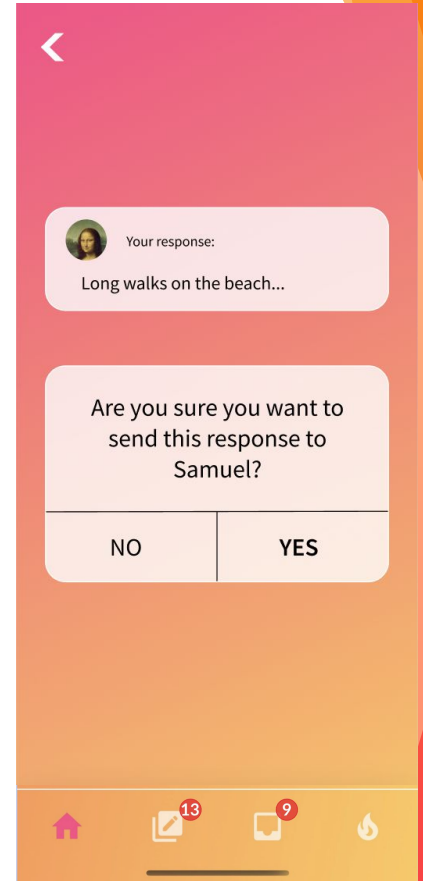 Your response:
Long walks on the beach...
Are you sure you want to
send this response to
Samuel?
NO YES
13 9